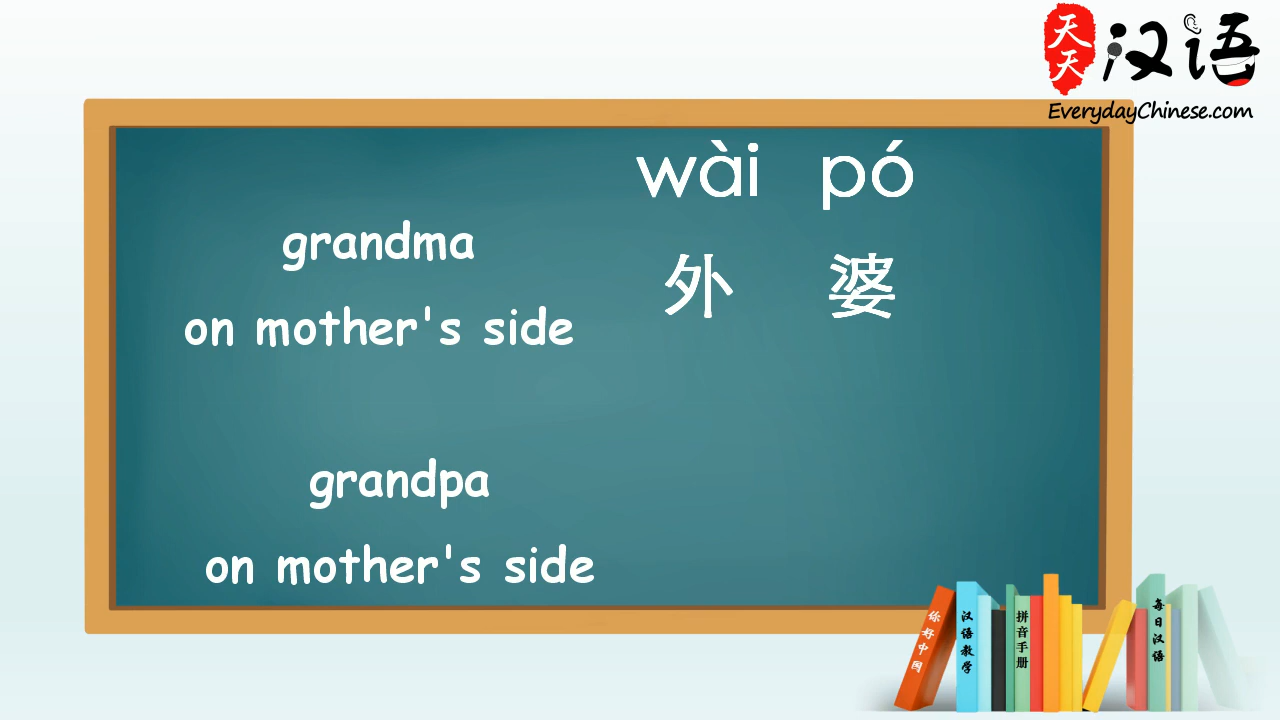 天天汉语
EverydayChinese.com
wài pó
grandma
外婆
on mother's side
grandpa
on mother's side
你好中国
汉语教学
拼音手册
每日汉语